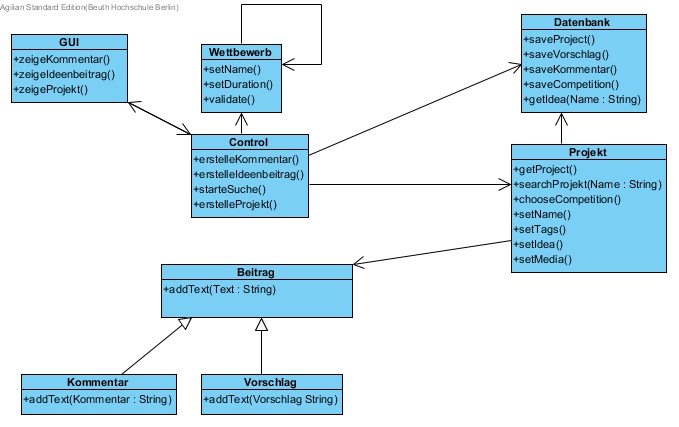 Agilian Standard Edition(Beuth Hochschule Berlin)
GUI
+zeigeKommentar()
+zeigeIdeenbeitrag()
+zeigeProjekt()
Wettbewerb
+setName()
+setDuration()
+validate()
Datenbank
+saveProject()
+saveVorschlag()
+saveKommentar()
+saveCompetition()
+getIdea(Name : String)
Control
+erstelleKommentar()
+erstelleIdeenbeitrag()
+starteSuche()
+erstelleProjekt()
Projekt
+getProject()
+searchProjekt(Name : String)
+chooseCompetition()
+setName()
+setTags()
+setIdea()
+setMedia()
Beitrag
+addText(Text : String)
Kommentar
+addText(Kommentar : String)
Vorschlag
+addText(Vorschlag String)